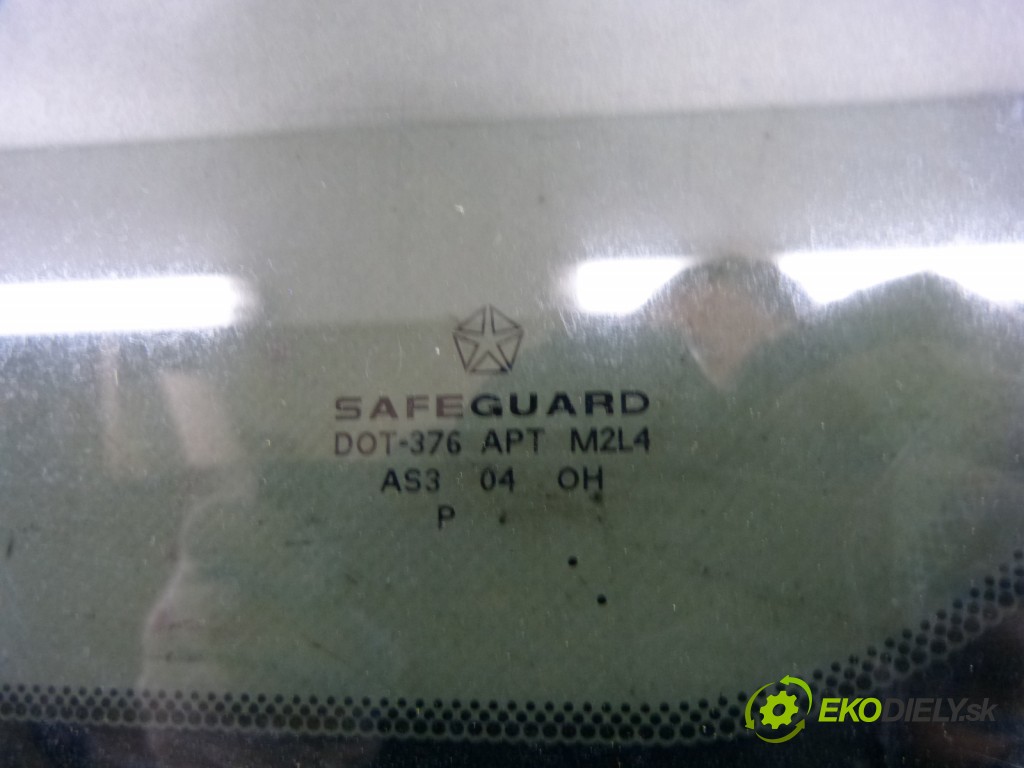 SAFEGUARD
DOT-376 APT M2L4
AS3 04 OH
P
EKODIELY.sk